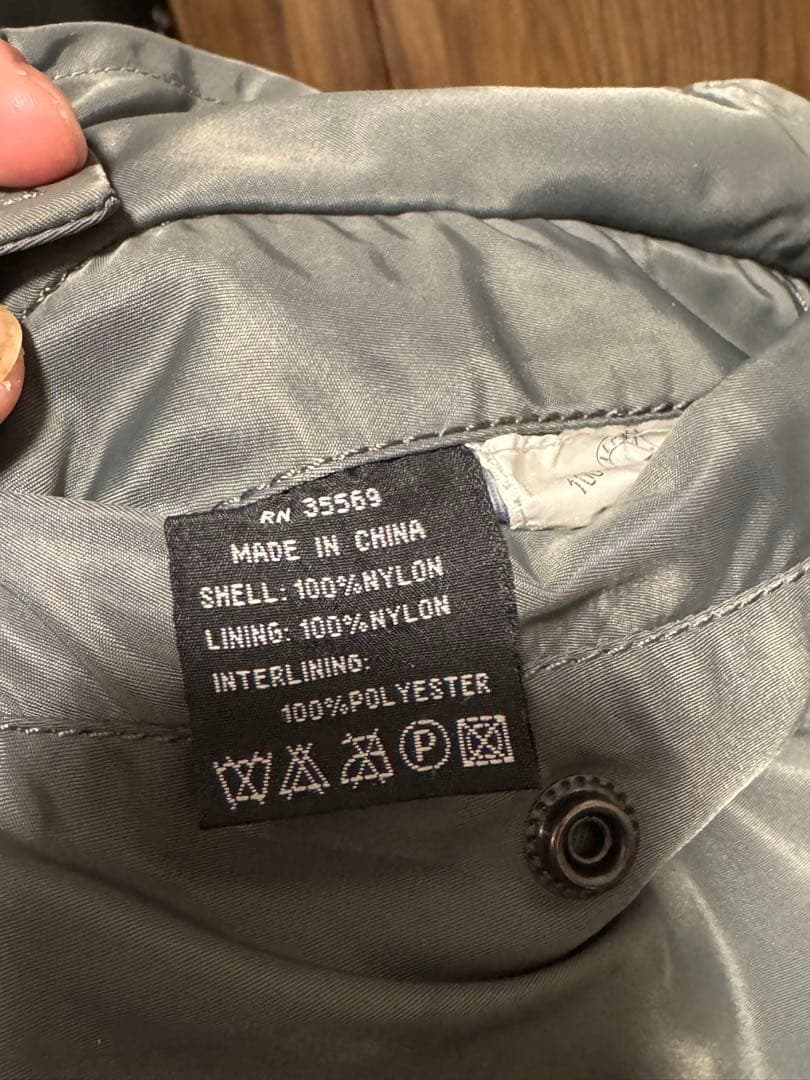 RN 35569
MADE IN CHINA
SHELL: 100%NYLON
LINING: 100%NYLON
INTERLINING:
100%POLYESTER
P